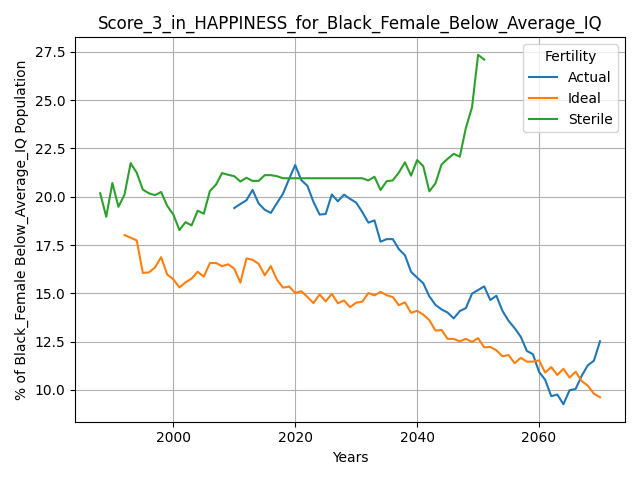 Score_3_in_HAPPINESS_for_Black_Female_Below_Average_IQ
% of Black_Female Below_Average_IQ Population
27.5
25.0
22.5
20.0
17.5
15.0
12.5
10.0
Fertility
Actual
Ideal
Sterile
2000
2020
2040
2060
Years